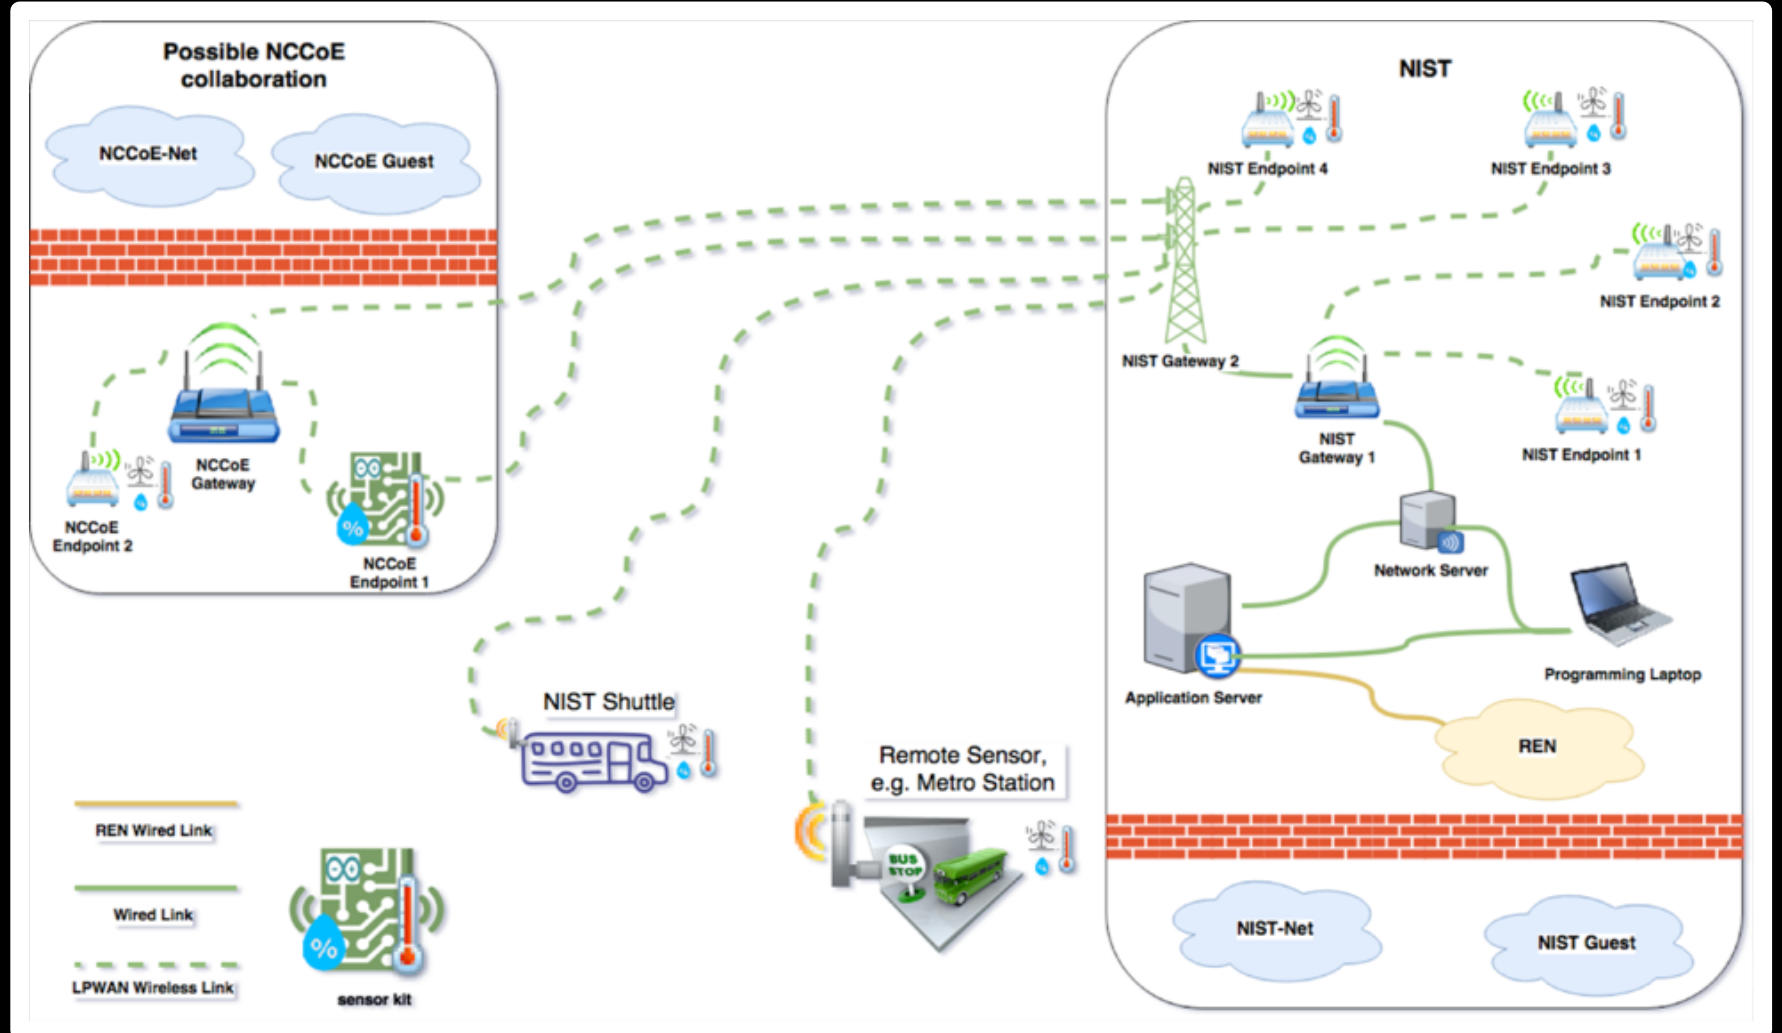 Possible NCCoE
collaboration
NCCoE-Net
NCCoE Guest
NCCoE
Gateway
NCCoE
Endpoint 2
%
NCCoE
Endpoint 1
NIST
NIST Endpoint 4
NIST Endpoint 3
NIST Endpoint 2
NIST Gateway 2
NIST
Gateway 1
NIST Endpoint 1
Network Server
Application Server
Programming Laptop
REN
NIST-Net
NIST Guest
NIST Shuttle
Remote Sensor,
e.g. Metro Station
BUS
STOP
REN Wired Link
Wired Link
LPWAN Wireless Link
%
sensor kit